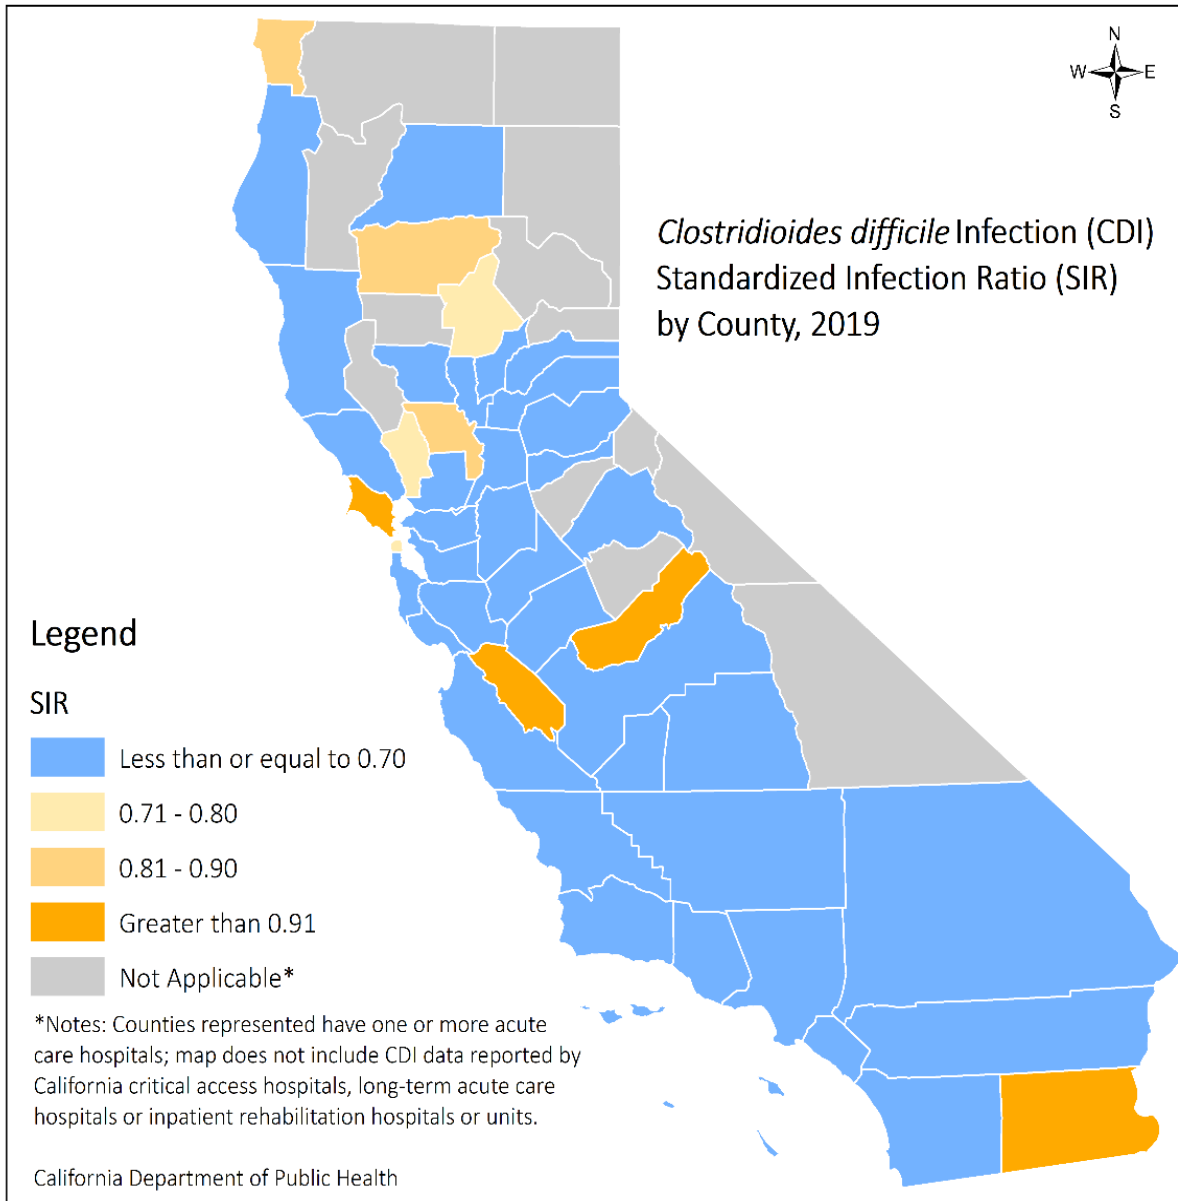 N
W E
S
Clostridioides difficile Infection (CDI)
Standardized Infection Ratio (SIR)
by County, 2019
Legend
SIR
Less than or equal to 0.70
0.71 - 0.80
0.81 - 0.90
Greater than 0.91
Not Applicable*
*Notes: Counties represented have one or more acute
care hospitals; map does not include CDI data reported by
California critical access hospitals, long-term acute care
hospitals or inpatient rehabilitation hospitals or units.
California Department of Public Health